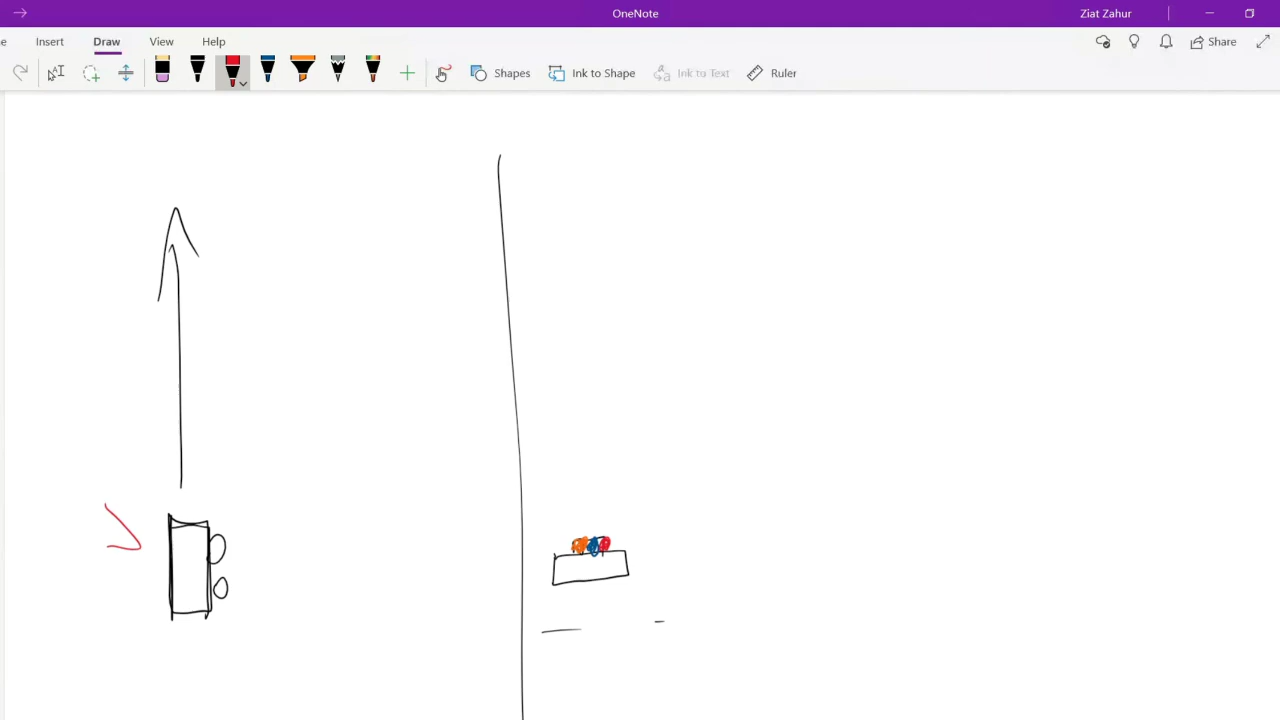 OneNote
Ziat Zahur
e Insert Draw View Help Share
Shapes Ink to Shape Ink to Text Ruler